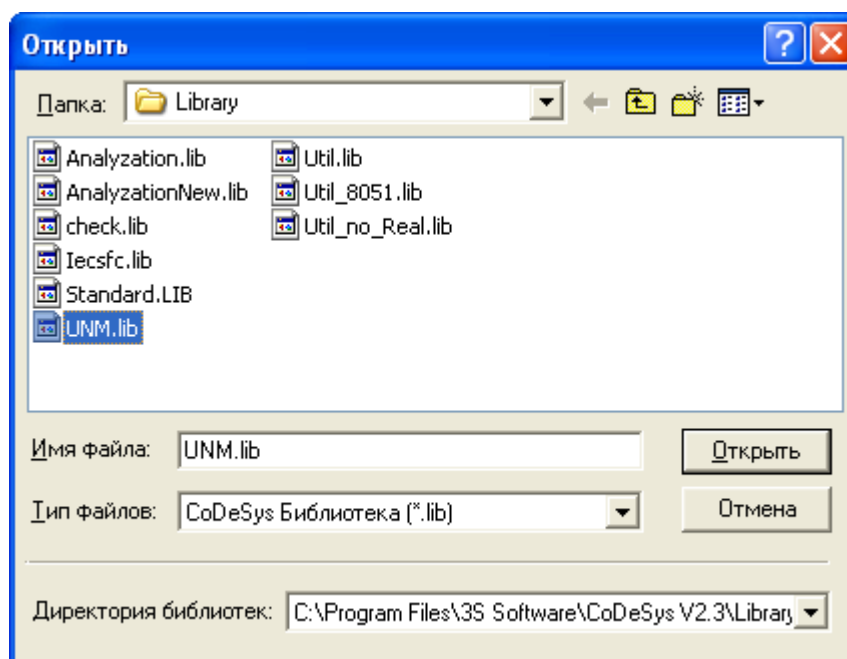 Открыть
Папка: Library
Analyzation.lib
AnalyzationNew.lib
check.lib
Iecsfc.lib
Standard.LIB
UNM.lib
Util.lib
Util_8051.lib
Util_no_Real.lib
Имя файла: UNM.lib Открыть
Тип файлов: CoDeSys Библиотека (*.lib) Отмена
Директория библиотек: C:\Program Files\3S Software\CoDeSys V2.3\Library